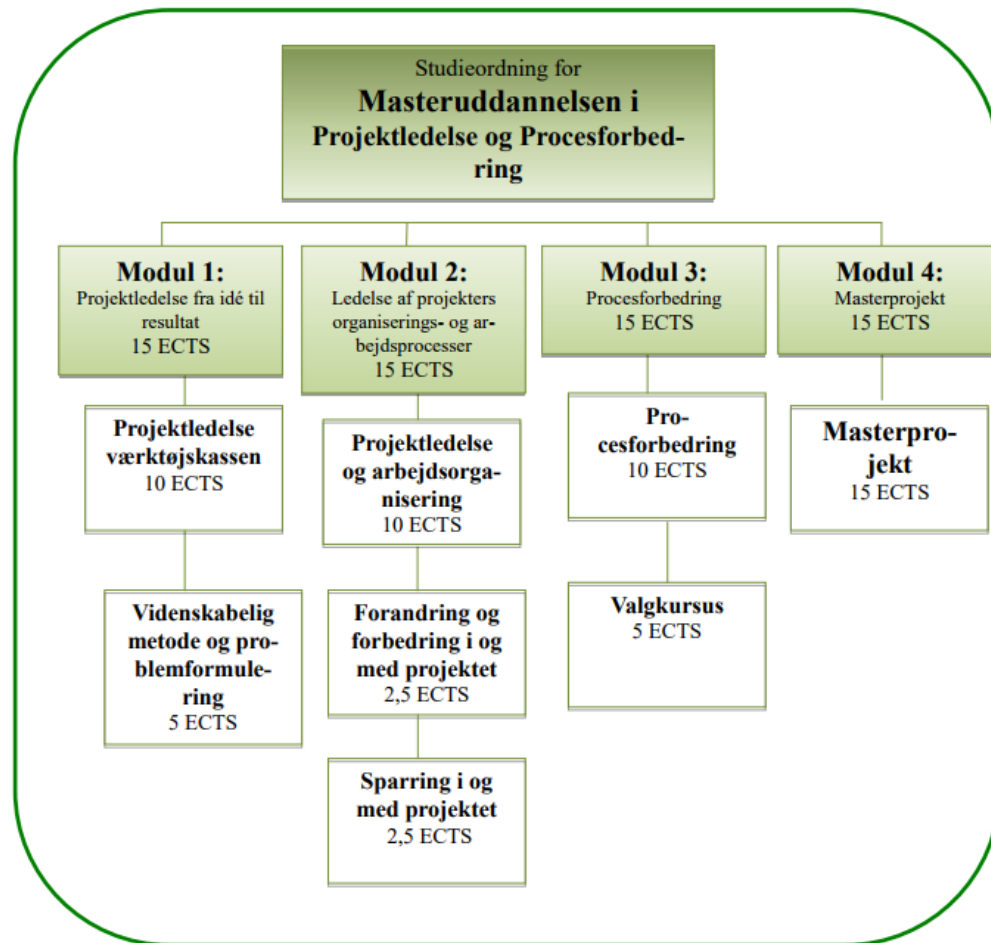 Studieordning for
Masteruddannelsen i
Projektledelse og Procesforbed-
ring
Modul 1:
Projektledelse fra idé til
resultat
15 ECTS
Projektledelse
værktøjskassen
10 ECTS
Videnskabelig
metode og pro-
blemformule-
ring
5 ECTS
Modul 2:
Ledelse af projekters
organiserings- og ar-
bejdsprocesser
15 ECTS
Projektledelse
og arbejdsorga-
nisering
10 ECTS
Forandring og
forbedring i og
med projektet
2,5 ECTS
Sparring i og
med projektet
2,5 ECTS
Modul 3:
Procesforbedring
15 ECTS
Pro-
cesforbedring
10 ECTS
Valgkursus
5 ECTS
Modul 4:
Masterprojekt
15 ECTS
Masterpro-
jekt
15 ECTS